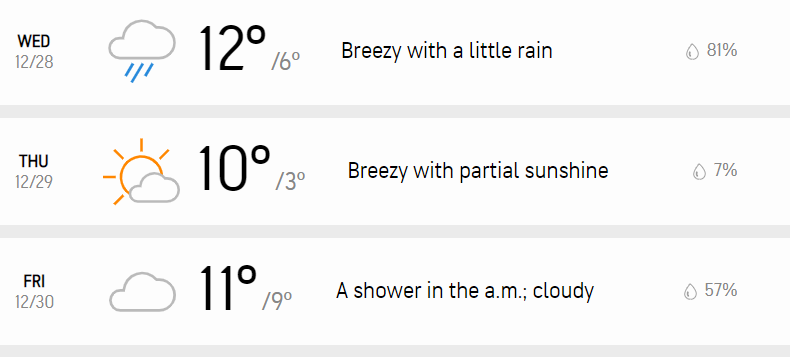 WED
12/28
12° /6°
Breezy with a little rain
81%
THU
12/29
10° /3°
Breezy with partial sunshine
7%
FRI
12/30
11° /9°
A shower in the a.m.; cloudy
57%